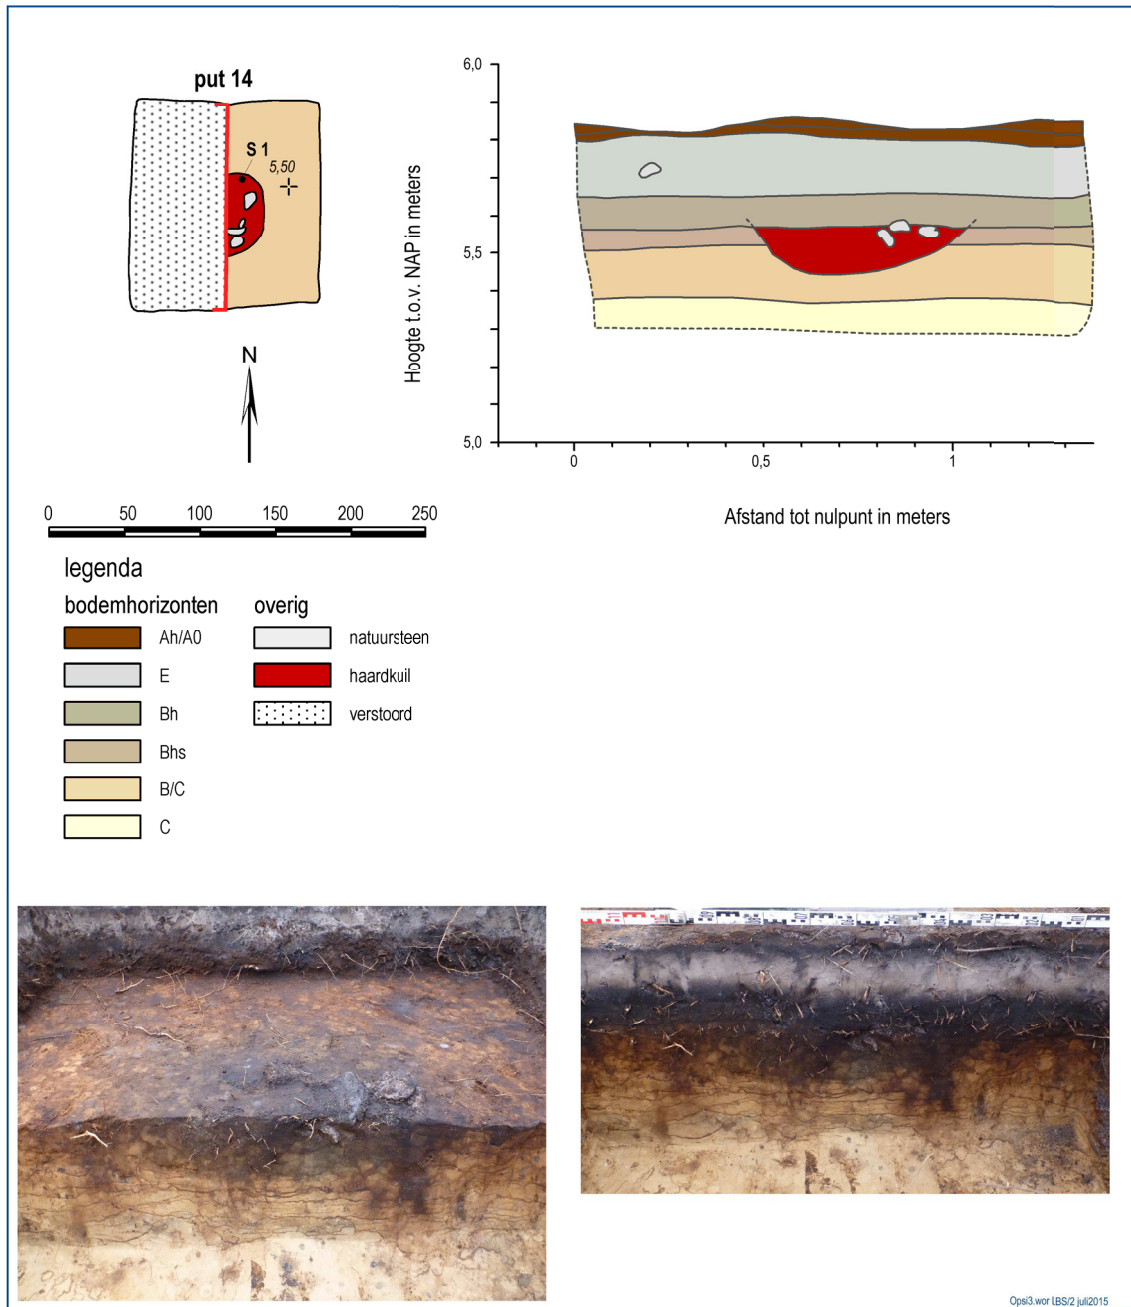 put 14
S 1
5,50
N
0 50 100 150 200 250
6,0
5,5
5,0
Hoogte t.o.v. NAP in meters
0 0,5 1
Afstand tot nulpunt in meters
legenda
bodemhorizonten
Ah/A0
E
Bh
Bhs
B/C
C
overig
natuursteen
haardkuil
verstoord
Opsi3.wor LBS/2 juli2015